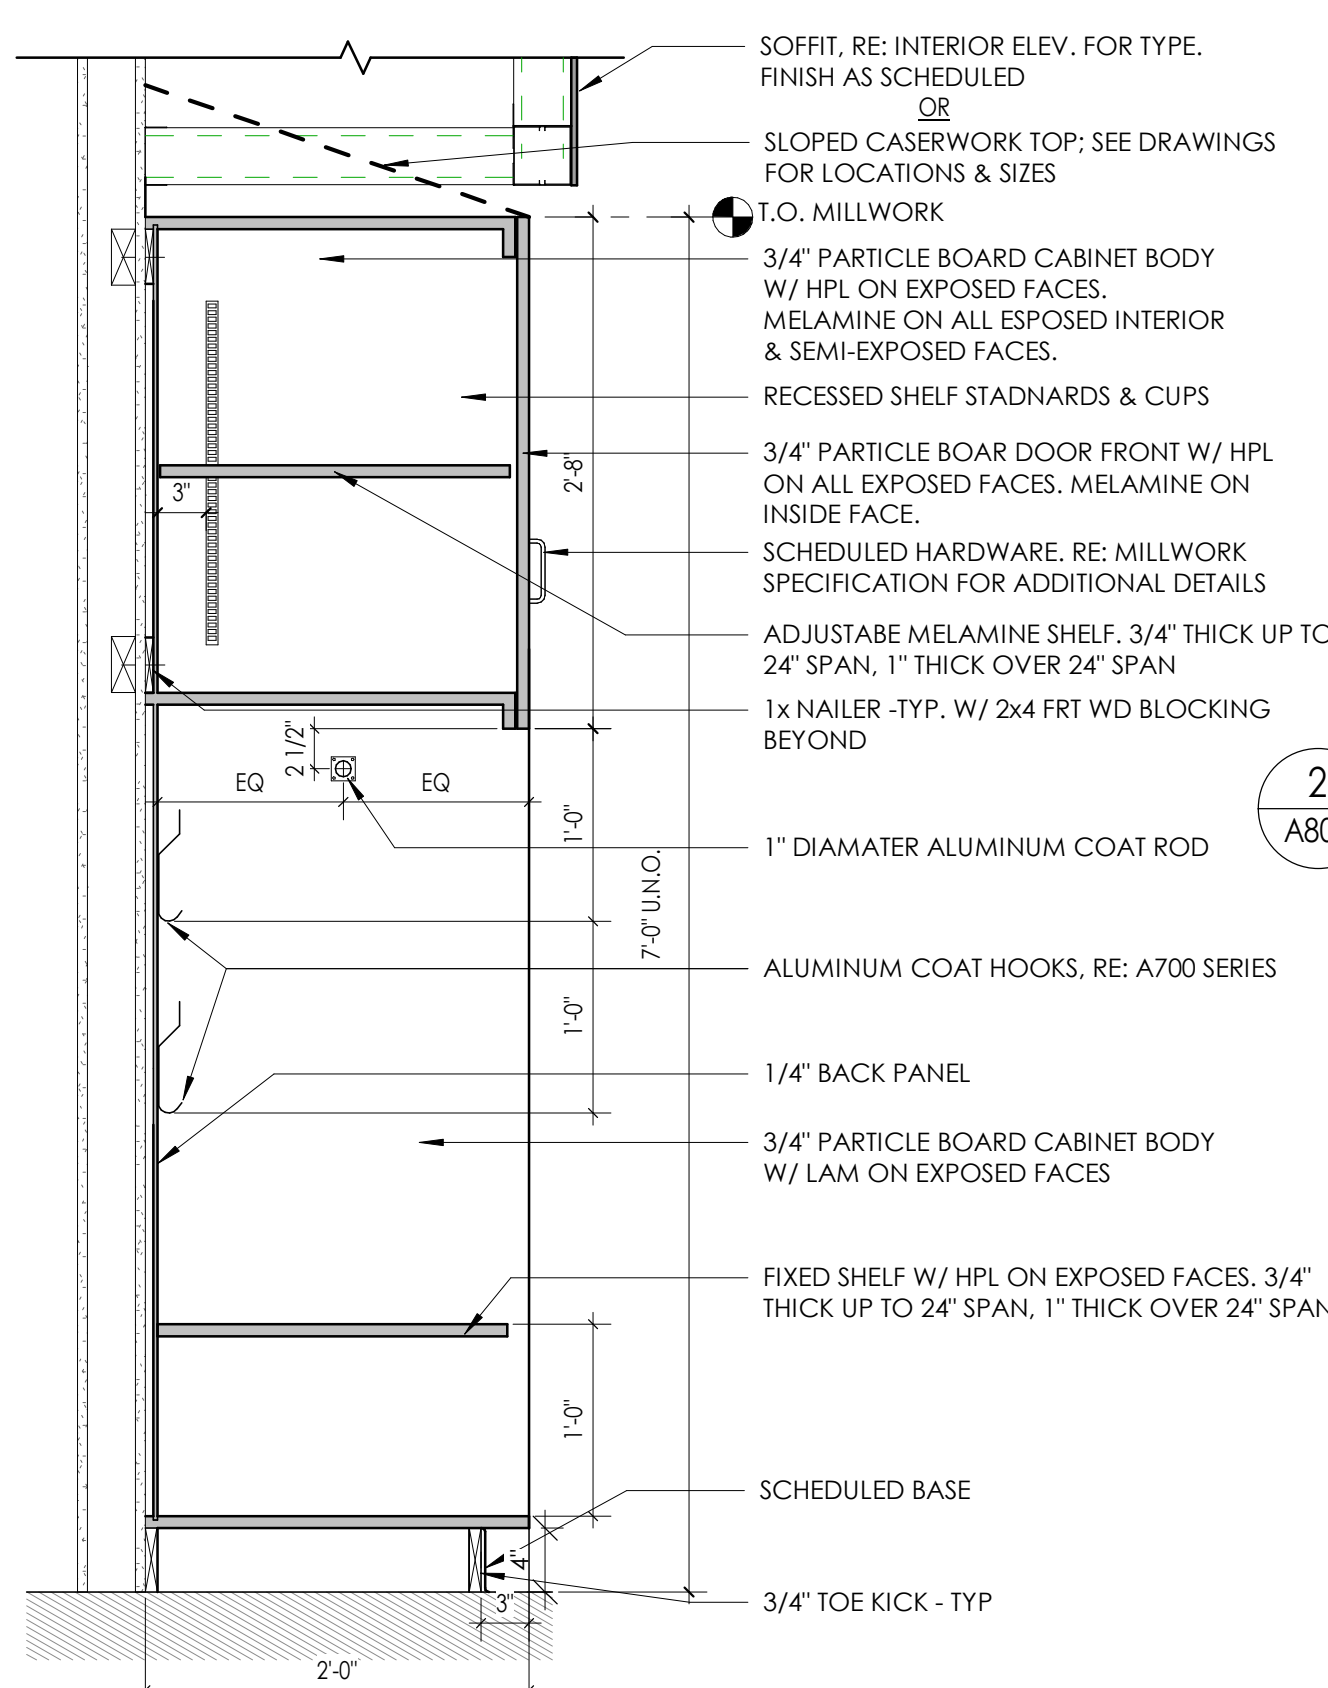 SOFFIT, RE: INTERIOR ELEV. FOR TYPE.
FINISH AS SCHEDULED
OR
SLOPED CASERWORK TOP; SEE DRAWINGS
FOR LOCATIONS & SIZES
T.O. MILLWORK
3/4" PARTICLE BOARD CABINET BODY
W/ HPL ON EXPOSED FACES.
MELAMINE ON ALL ESPOSED INTERIOR
& SEMI-EXPOSED FACES.
RECESSED SHELF STADNARDS & CUPS
3/4" PARTICLE BOAR DOOR FRONT W/ HPL
ON ALL EXPOSED FACES. MELAMINE ON
INSIDE FACE.
2'-8"
3"
SCHEDULED HARDWARE. RE: MILLWORK
SPECIFICATION FOR ADDITIONAL DETAILS
ADJUSTABE MELAMINE SHELF. 3/4" THICK UP TO
24" SPAN, 1" THICK OVER 24" SPAN
1x NAILER -TYP. W/ 2x4 FRT WD BLOCKING
BEYOND
2 1/2"
EQ
EQ
1'-0"
2
A80
1" DIAMATER ALUMINUM COAT ROD
7'-0" U.N.O.
ALUMINUM COAT HOOKS, RE: A700 SERIES
1'-0"
1/4" BACK PANEL
3/4" PARTICLE BOARD CABINET BODY
W/ LAM ON EXPOSED FACES
FIXED SHELF W/ HPL ON EXPOSED FACES. 3/4"
THICK UP TO 24" SPAN, 1" THICK OVER 24" SPAN
1'-0"
SCHEDULED BASE
4"
3/4" TOE KICK - TYP
3"
2'-0"